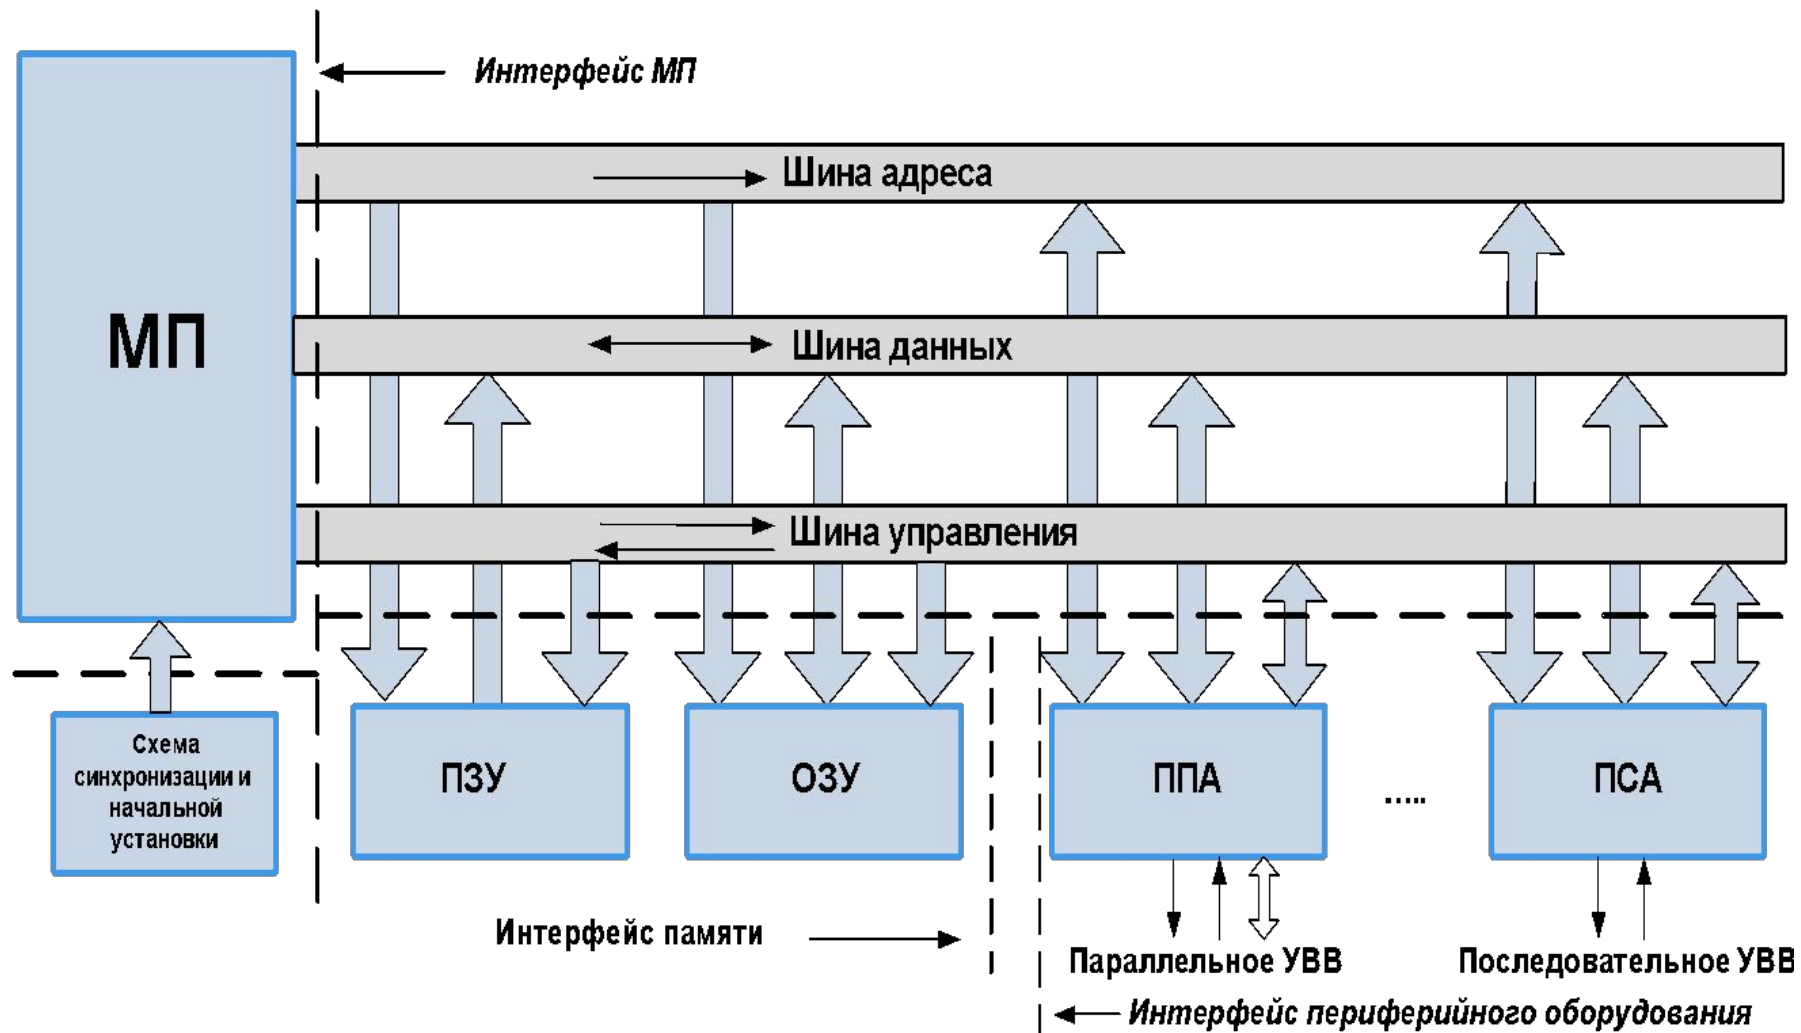 Интерфейс МП
Шина адреса
МП
Шина данных
Шина управления
Схема
синхронизации и
начальной
установки
ПЗУ
ОЗУ
ППА
.....
ПСА
Интерфейс памяти
Параллельное УВВ
Последовательное УВВ
Интерфейс периферийного оборудования